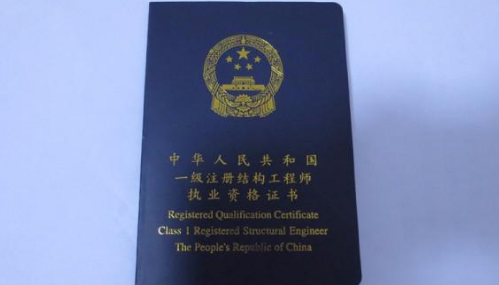 中华人民共和国
一级注册结构工程师
执业资格证书
Registered Qualification Certificate
Class 1 Registered Structural Engineer
The People's Republic of China